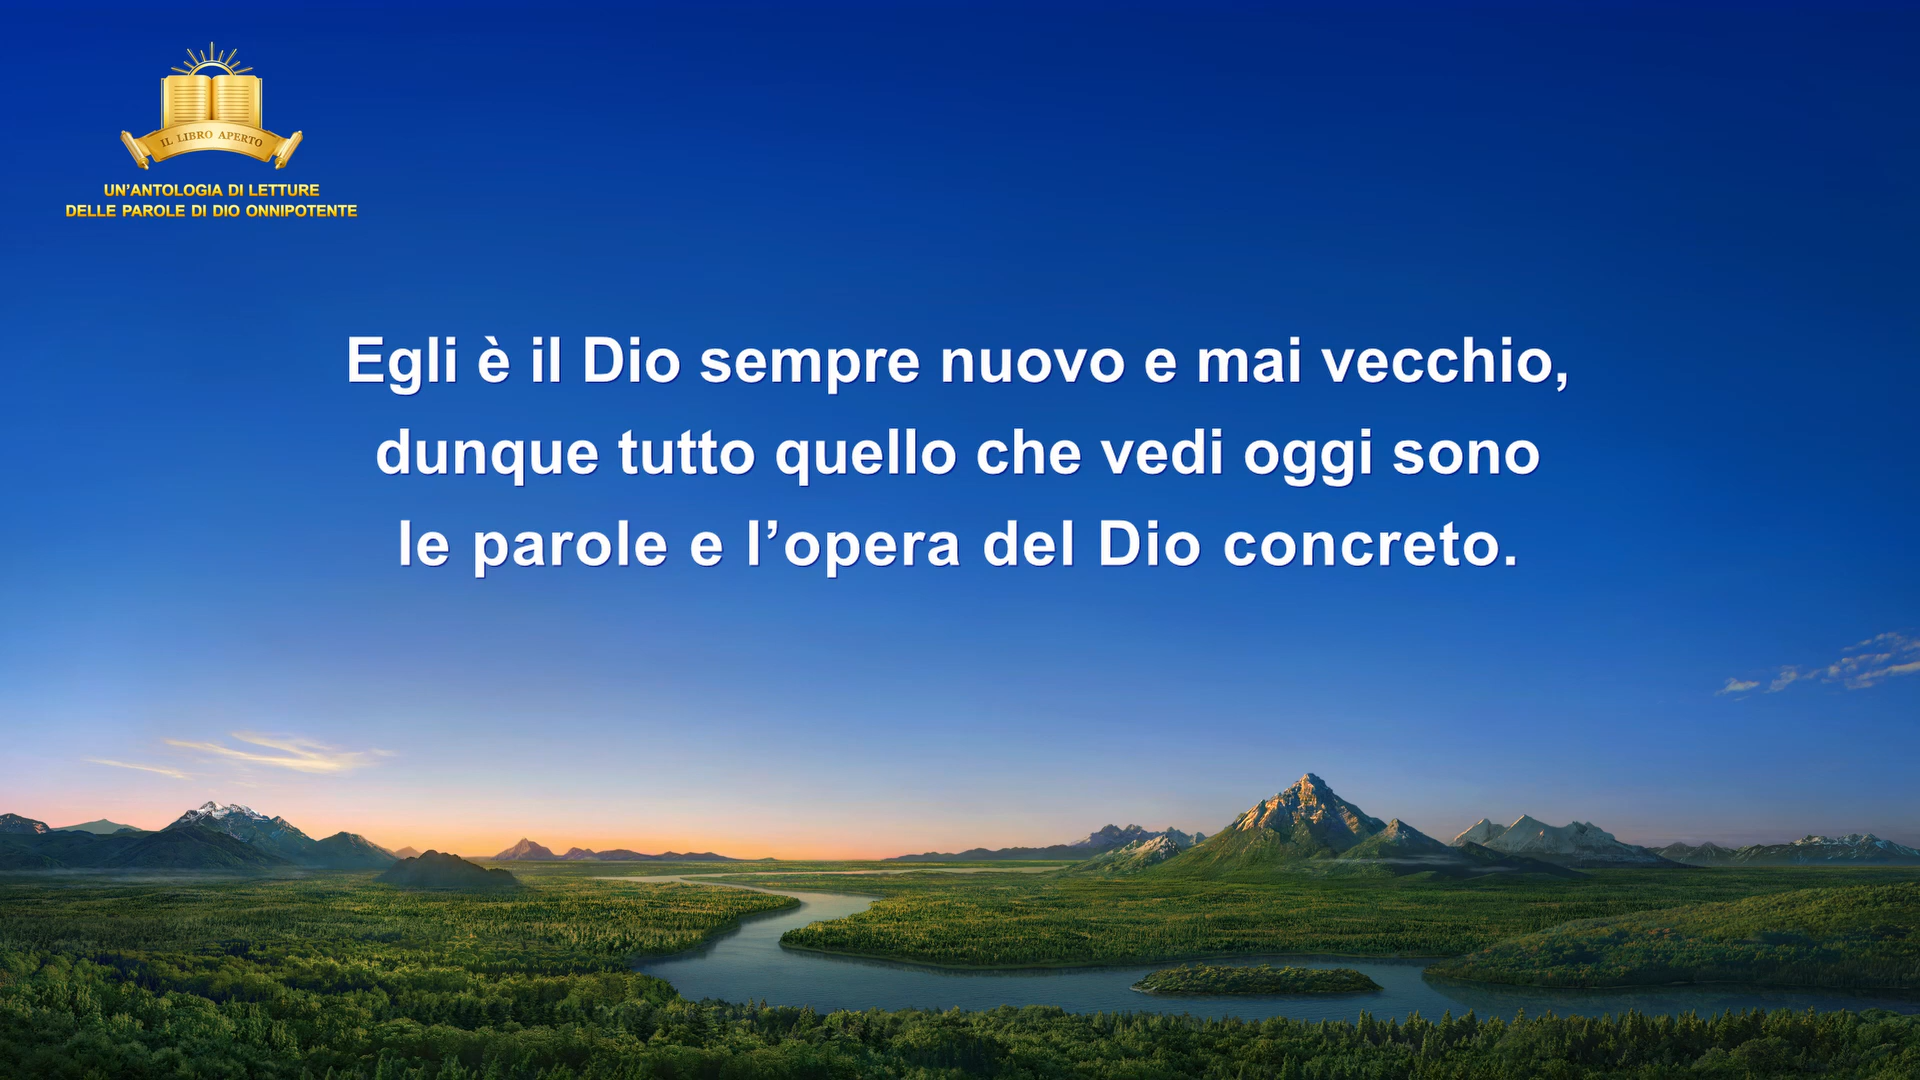 IL LIBRO APERTO
UN’ANTOLOGIA DI LETTURE
DELLE PAROLE DI DIO ONNIPOTENTE
Egli è il Dio sempre nuovo e mai vecchio,
dunque tutto quello che vedi oggi sono
le parole e l’opera del Dio concreto.